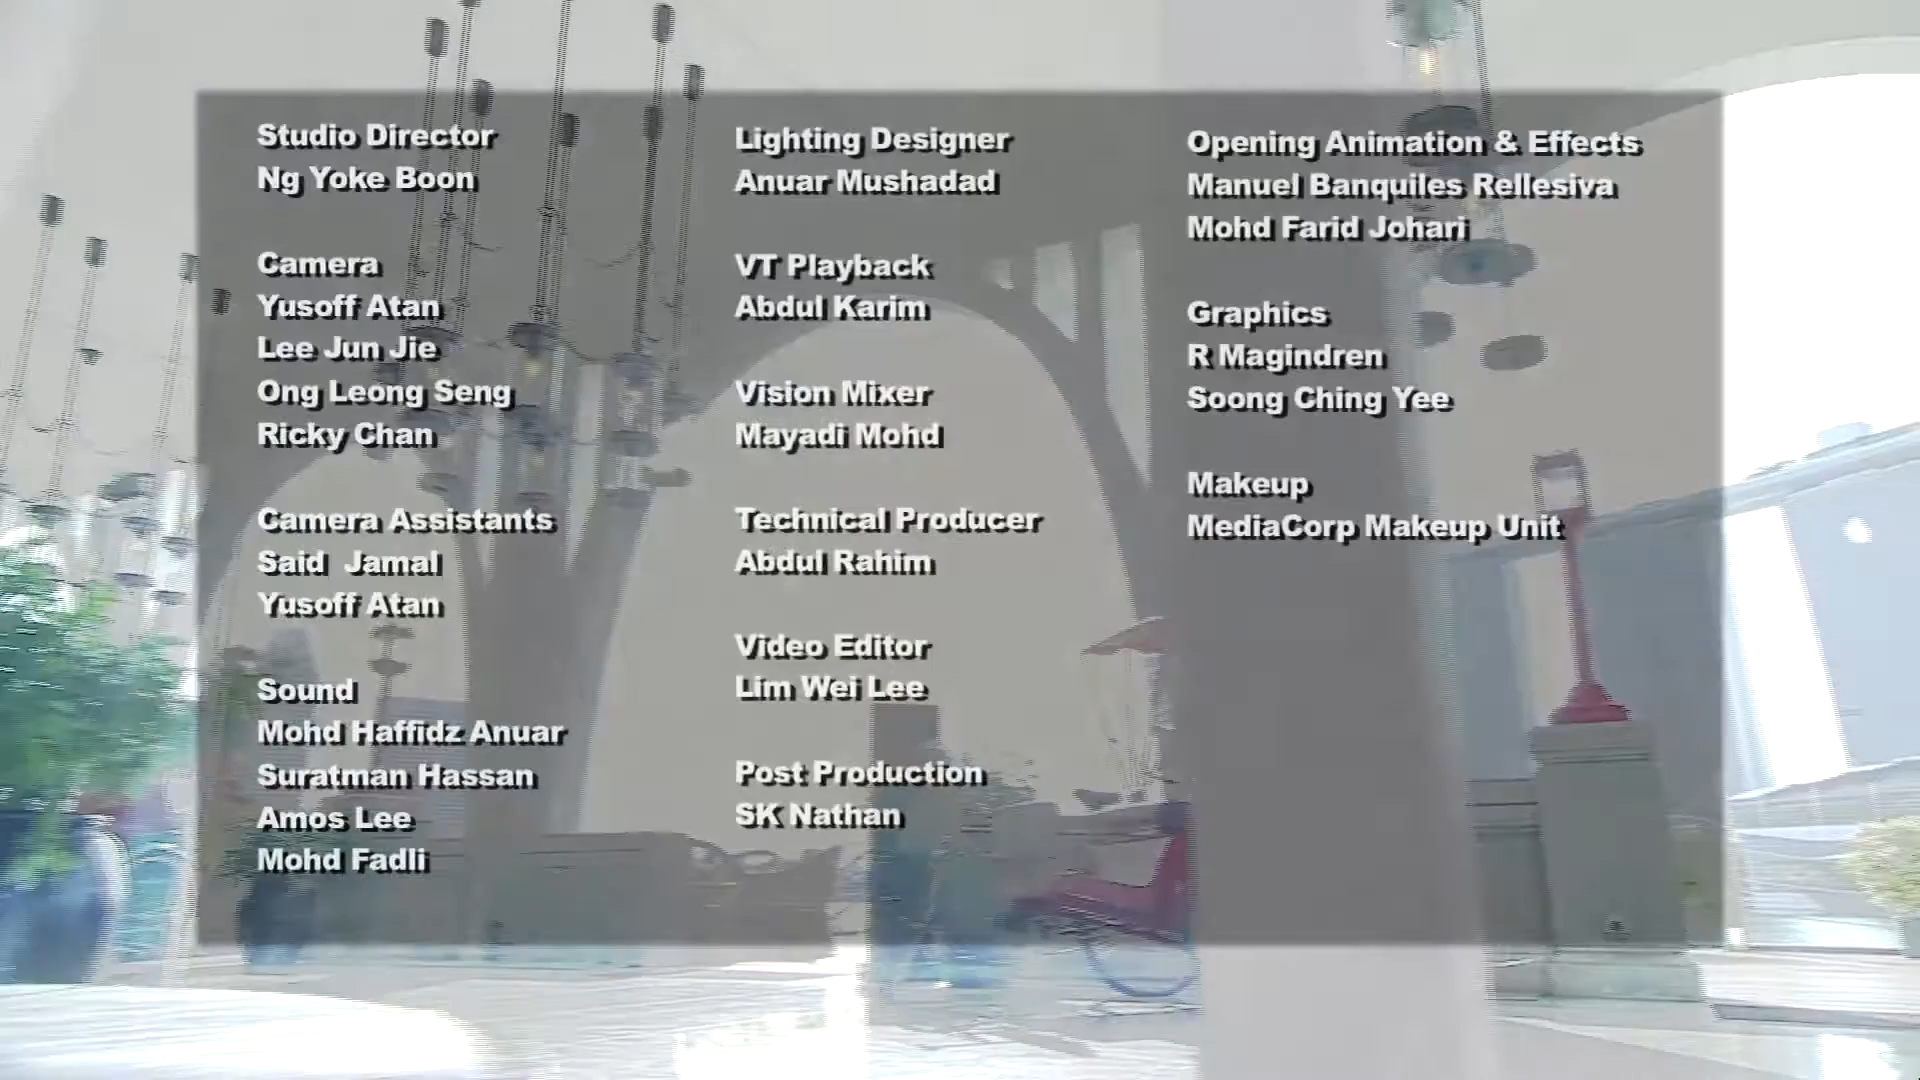 Studio Director
Ng Yoke Boon
Camera
Yusoff Atan
Lee Jun Jie
Ong Leong Seng
Ricky Chan
Camera Assistants
Said Jamal
Yusoff Atan
Sound
Mohd Haffidz Anuar
Suratman Hassan
Amos Lee
Mohd Fadli
Lighting Designer
Anuar Mushadad
VT Playback
Abdul Karim
Vision Mixer
Mayadi Mohd
Technical Producer
Abdul Rahim
Video Editor
Lim Wei Lee
Post Production
SK Nathan
Opening Animation & Effects
Manuel Banquiles Rellesiva
Mohd Farid Johari
Graphics
R Magindren
Soong Ching Yee
Makeup
MediaCorp Makeup Unit